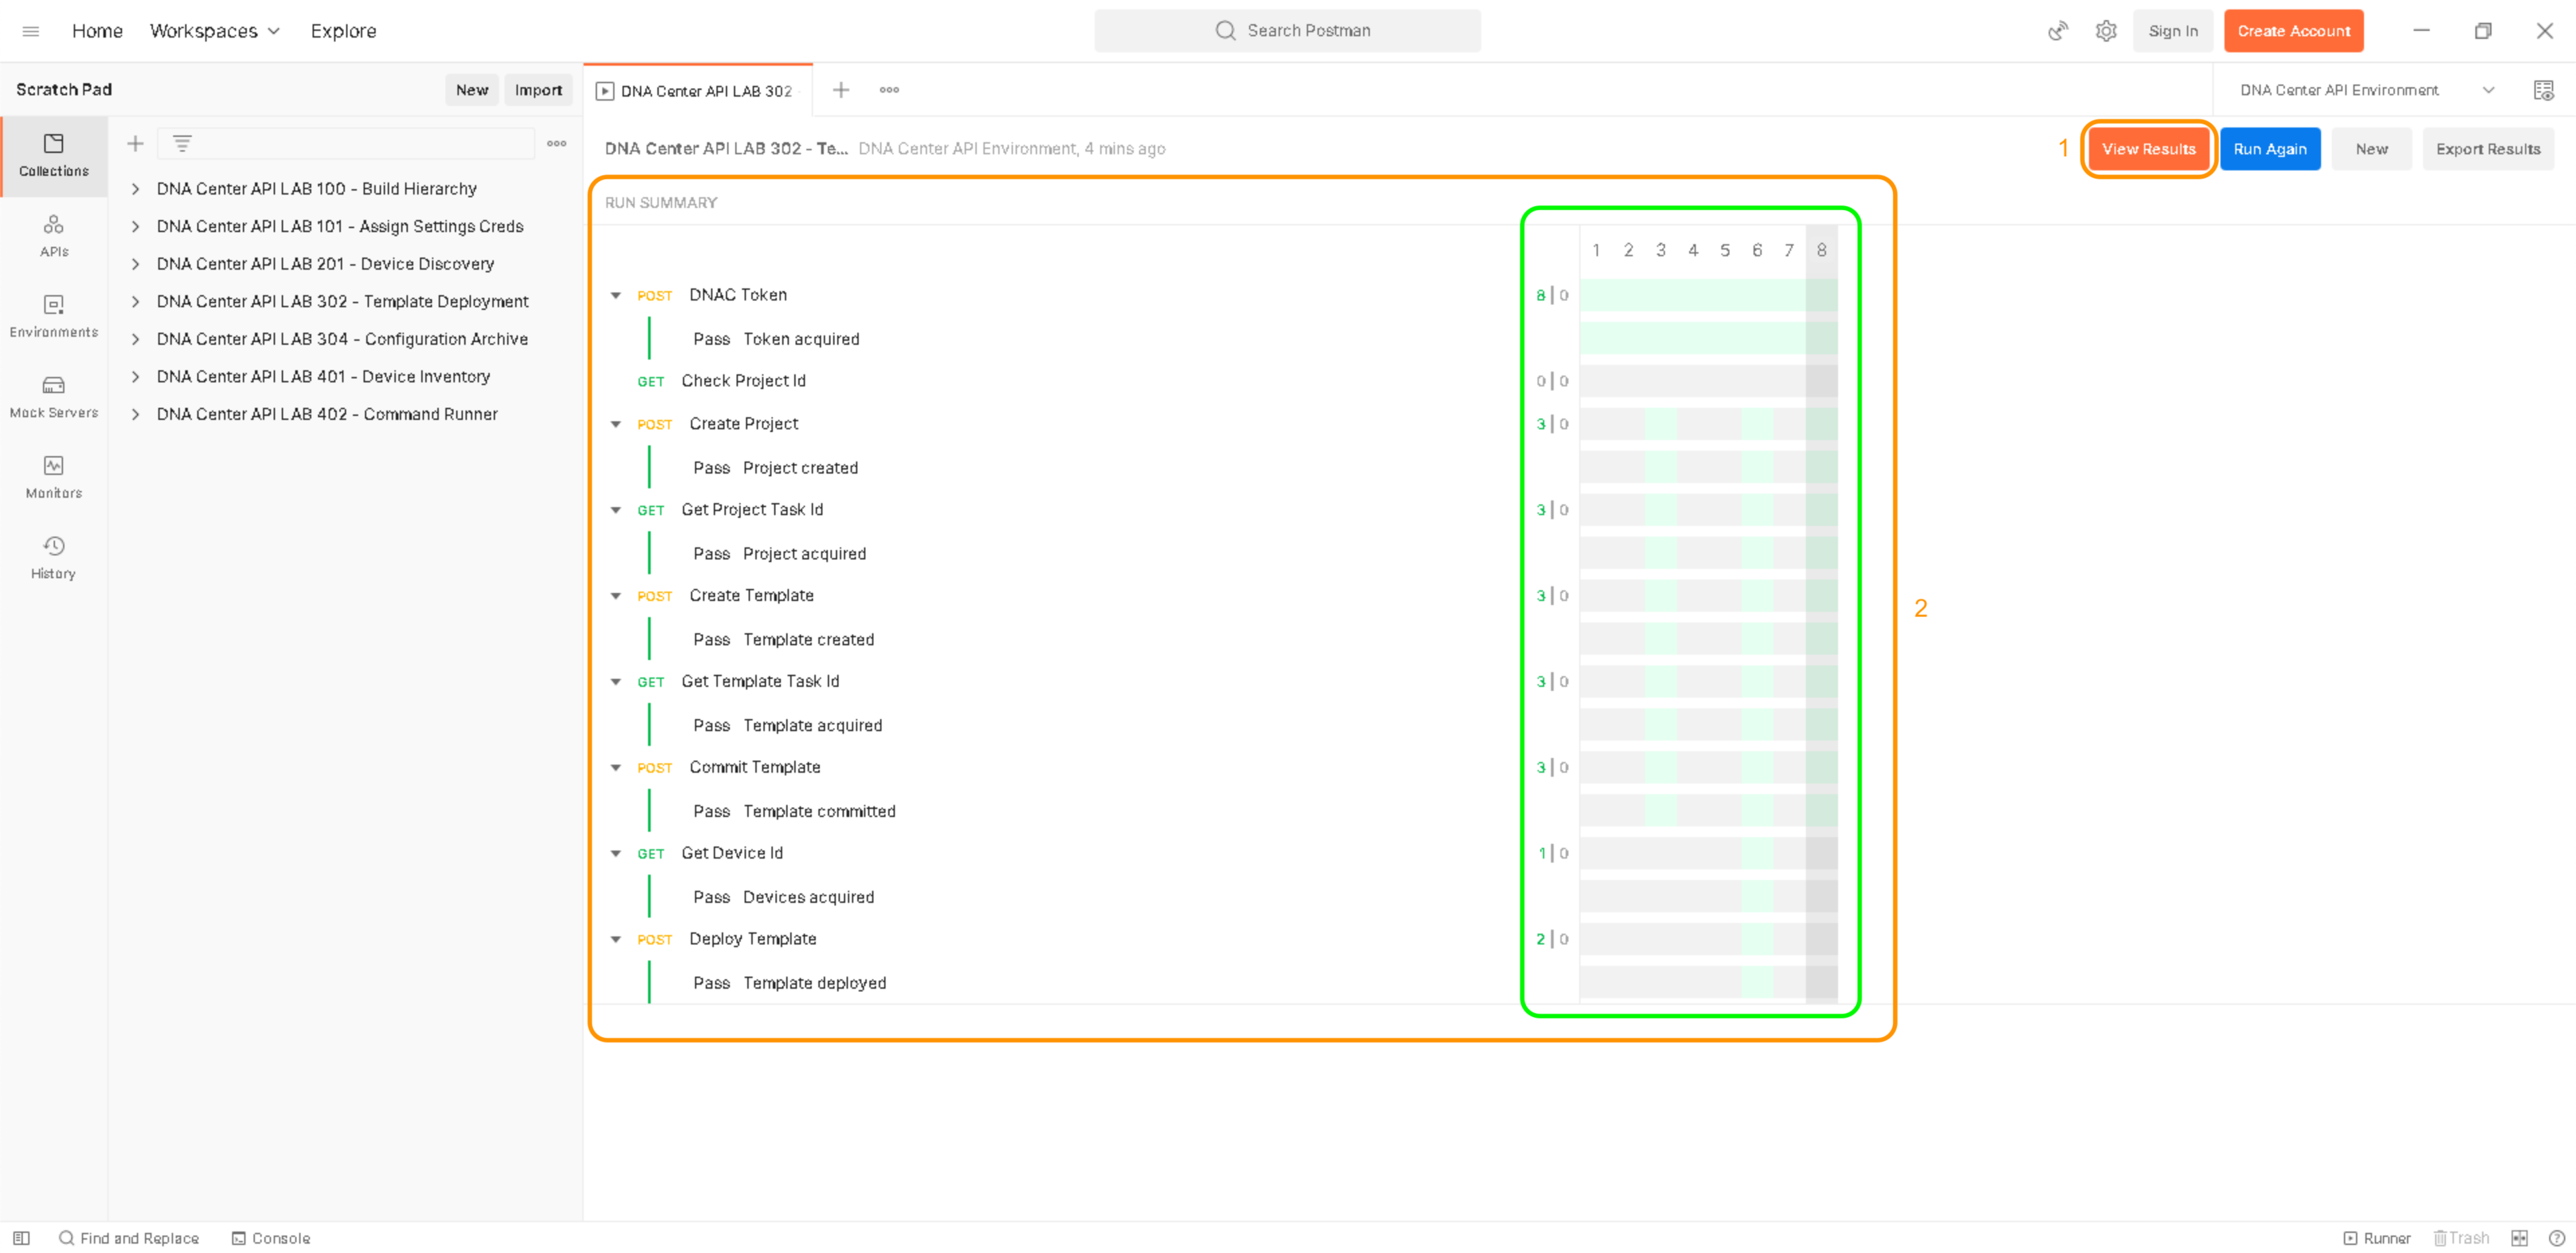 Home Workspaces Explore Search Postman Sign In Create Account
Scratch Pad New Import DNA Center API LAB 302 DNA Center API Environment
DNA Center API LAB 302 - Te... DNA Center API Environment, 4 mins ago 1 View Results Run Again New Export Results
Collections
APIs
Environments
Mock Servers
Monitors
History
DNA Center API LAB 100 - Build Hierarchy
DNA Center API LAB 101 - Assign Settings Creds
DNA Center API LAB 201 - Device Discovery
DNA Center API LAB 302 - Template Deployment
DNA Center API LAB 304 - Configuration Archive
DNA Center API LAB 401 - Device Inventory
DNA Center API LAB 402 - Command Runner
RUN SUMMARY
1 2 3 4 5 6 7 8
POST DNAC Token 8 | 0
Pass Token acquired
GET Check Project Id 0 | 0
POST Create Project 3 | 0
Pass Project created
GET Get Project Task Id 3 | 0
Pass Project acquired
POST Create Template 3 | 0
2
Pass Template created
GET Get Template Task Id 3 | 0
Pass Template acquired
POST Commit Template 3 | 0
Pass Template committed
GET Get Device Id 1 | 0
Pass Devices acquired
POST Deploy Template 2 | 0
Pass Template deployed
Find and Replace Console Runner Trash